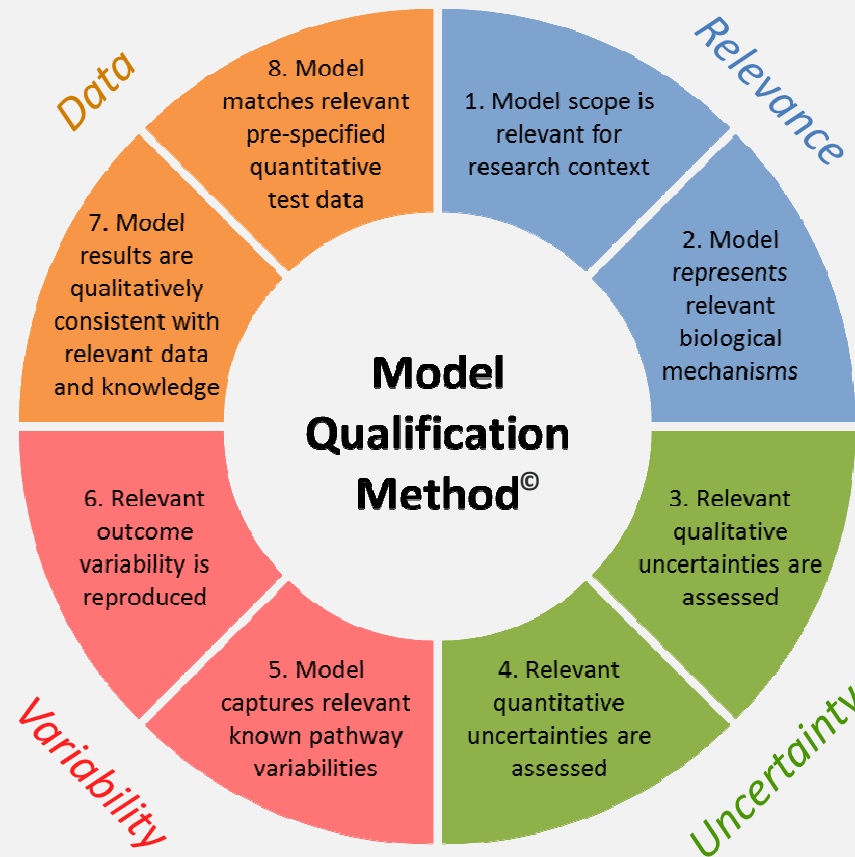 Model
Qualification
Method©
Relevance
1. Model scope is
relevant for
research context
2. Model
represents
relevant
biological
mechanisms
Uncertainty
3. Relevant
qualitative
uncertainties are
assessed
4. Relevant
quantitative
uncertainties are
assessed
Variability
5. Model
captures relevant
known pathway
variabilities
6. Relevant
outcome
variability is
reproduced
Data
7. Model
results are
qualitatively
consistent with
relevant data
and knowledge
8. Model
matches relevant
pre-specified
quantitative
test data